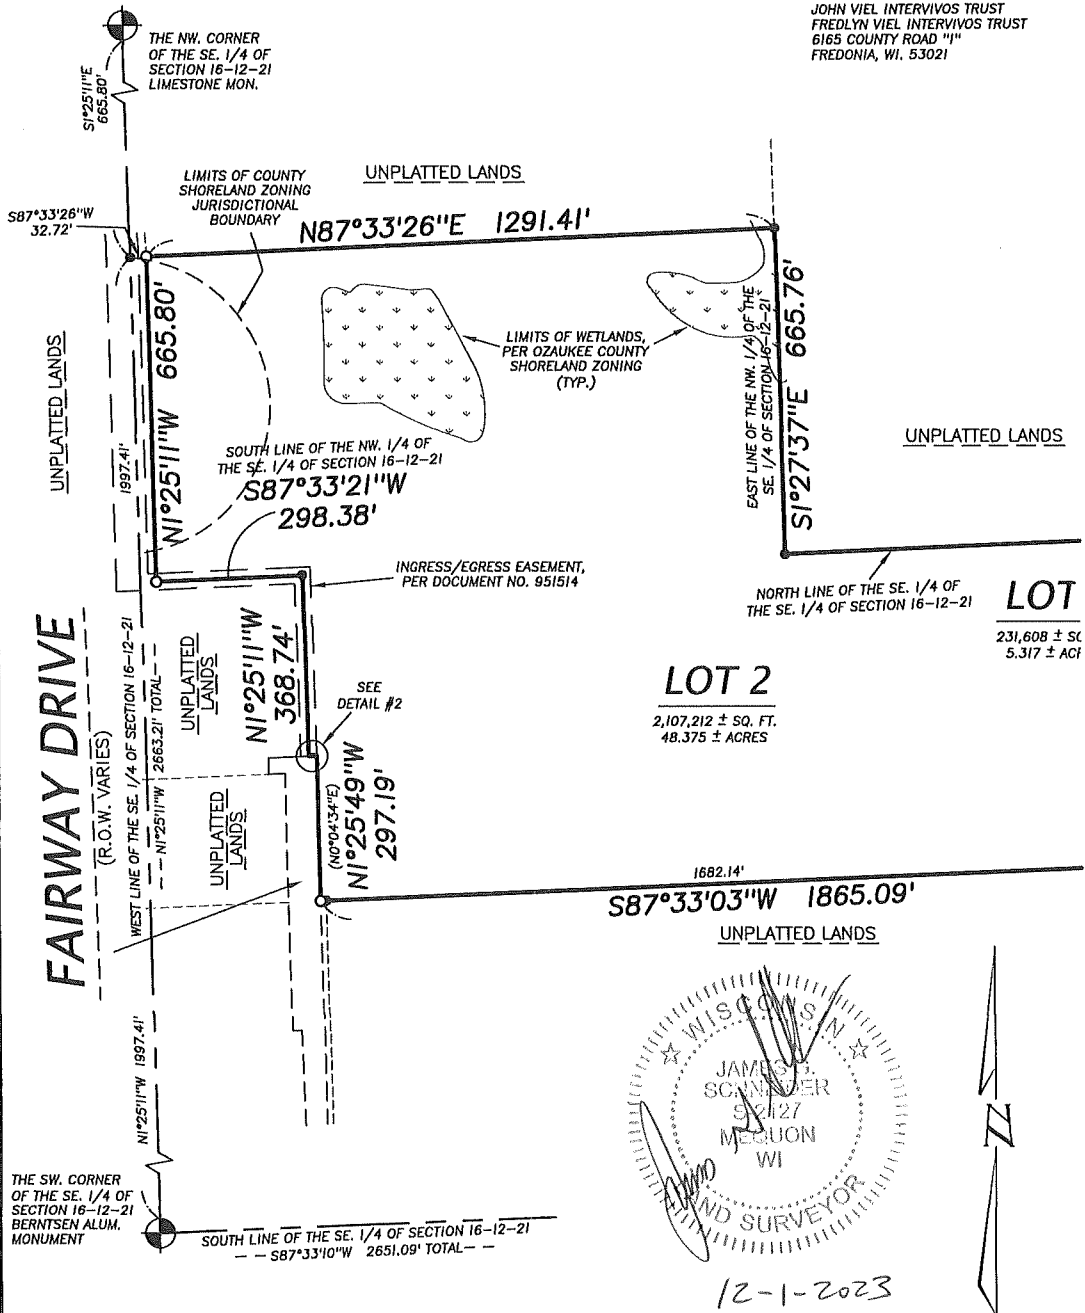 JOHN VIEL INTERVIVOS TRUST
FREDLYN VIEL INTERVIVOS TRUST
6165 COUNTY ROAD "I"
FREDONIA, WI. 53021
THE NW. CORNER
OF THE SE. 1/4 OF
SECTION 16-12-21
LIMESTONE MON.
S1°25'11"E
665.80'
LIMITS OF COUNTY
SHORELAND ZONING
JURISDICTIONAL
BOUNDARY
UNPLATTED LANDS
S87°33'26"W
32.72'
N87°33'26"E 1291.41'
N1°25'11"W 665.80'
UNPLATTED LANDS
1997.41'
LIMITS OF WETLANDS,
PER OZAUKEE COUNTY
SHORELAND ZONING
(TYP.)
EAST LINE OF THE NW. 1/4 OF THE
SE. 1/4 OF SECTION 16-12-21
S1°27'37"E 665.76'
UNPLATTED LANDS
SOUTH LINE OF THE NW. 1/4 OF
THE SE. 1/4 OF SECTION 16-12-21
S87°33'21"W
298.38'
INGRESS/EGRESS EASEMENT,
PER DOCUMENT NO. 951514
NORTH LINE OF THE SE. 1/4 OF
THE SE. 1/4 OF SECTION 16-12-21
LOT
231,608 ±
5.317 ±
FAIRWAY DRIVE
(R.O.W. VARIES)
WEST LINE OF THE SE. 1/4 OF SECTION 16-12-21
— — N1°25'11"W 2663.21' TOTAL — —
UNPLATTED
LANDS
N1°25'11"W
368.74'
SEE
DETAIL #2
LOT 2
2,107,212 ± SQ. FT.
48.375 ± ACRES
UNPLATTED
LANDS
(N0°04'34"E)
N1°25'49"W
297.19'
1682.14'
S87°33'03"W 1865.09'
UNPLATTED LANDS
N1°25'11"W 1997.41'
WISCONSIN
JAMES G.
SCHNEIDER
S-2127
MEQUON
WI
LAND SURVEYOR
N
THE SW. CORNER
OF THE SE. 1/4 OF
SECTION 16-12-21
BERNTSEN ALUM.
MONUMENT
SOUTH LINE OF THE SE. 1/4 OF SECTION 16-12-21
— — S87°33'10"W 2651.09' TOTAL — —
12-1-2023